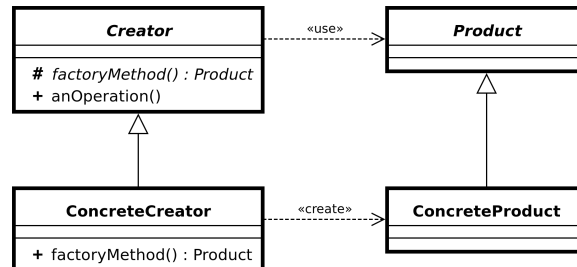 Creator
«use»
Product
# factoryMethod() : Product
+ anOperation()
ConcreteCreator
«create»
ConcreteProduct
+ factoryMethod() : Product